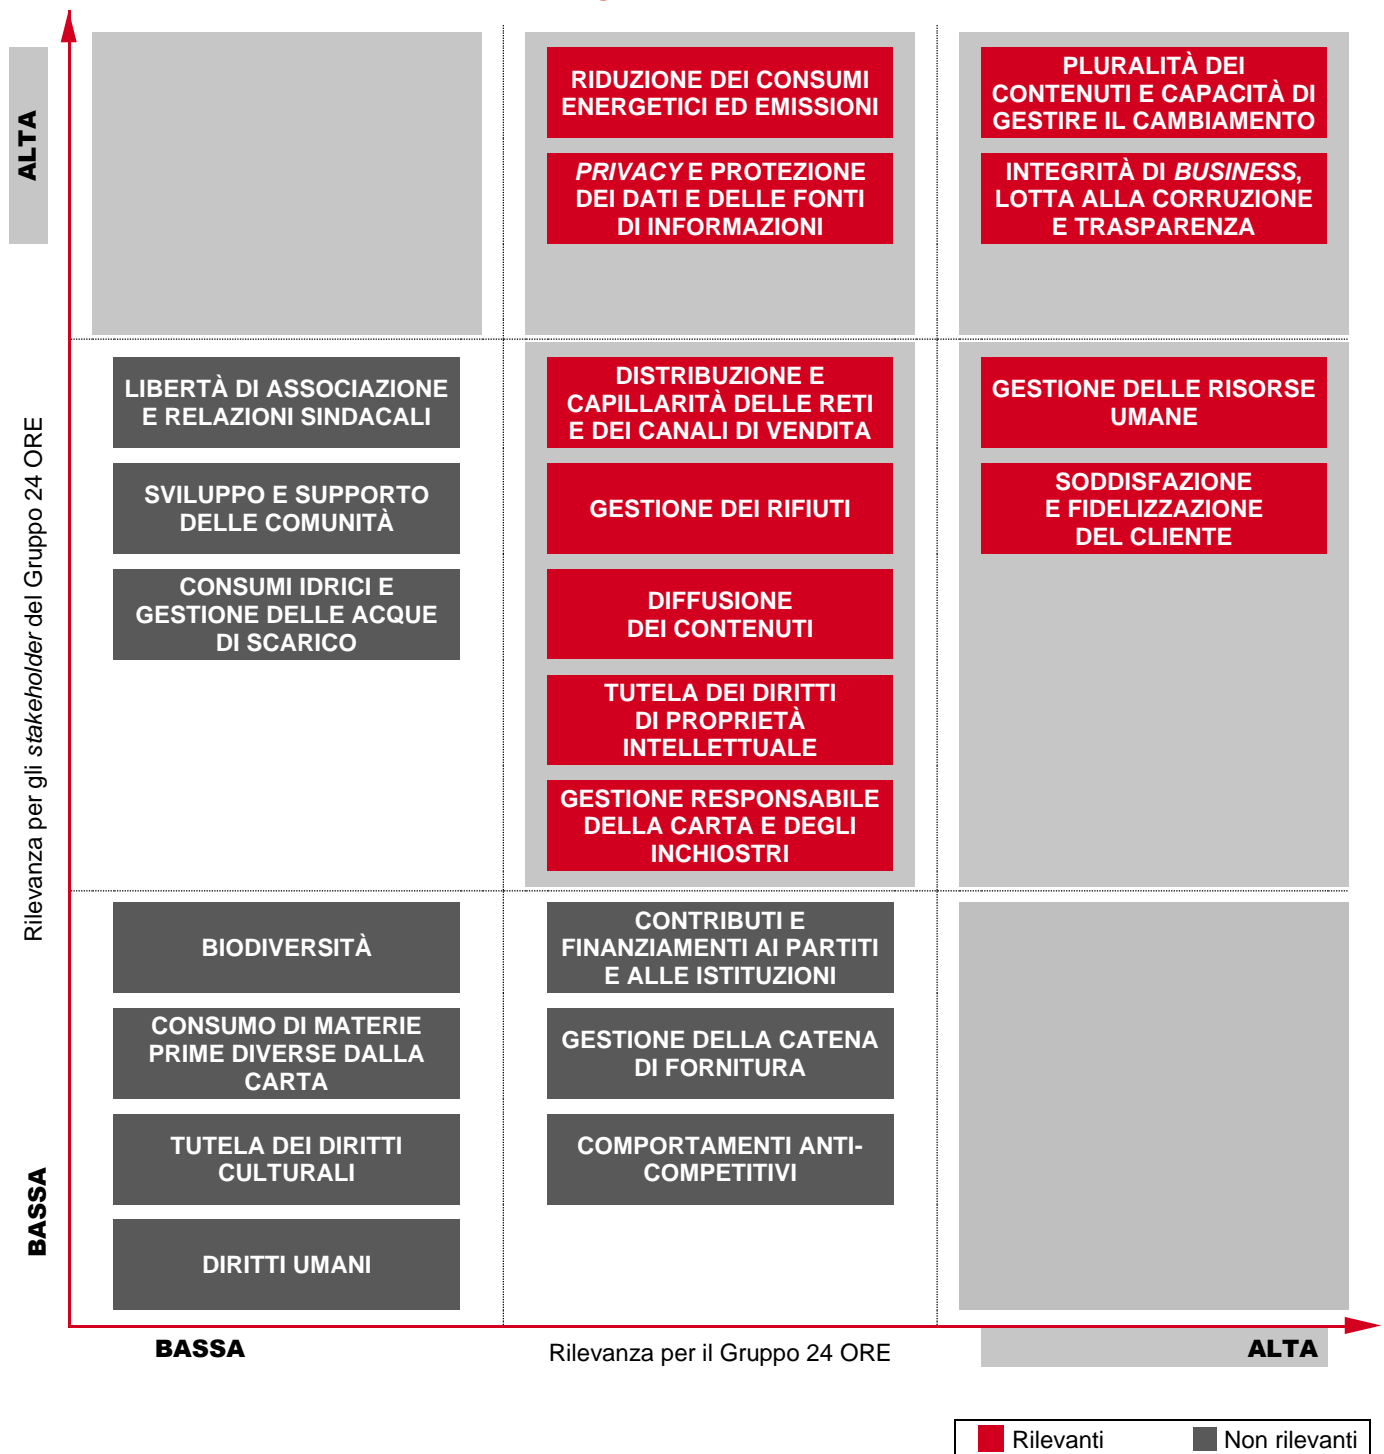 ALTA
RIDUZIONE DEI CONSUMI
ENERGETICI ED EMISSIONI
PLURALITÀ DEI
CONTENUTI E CAPACITÀ DI
GESTIRE IL CAMBIAMENTO
PRIVACY E PROTEZIONE
DEI DATI E DELLE FONTI
DI INFORMAZIONI
INTEGRITÀ DI BUSINESS,
LOTTA ALLA CORRUZIONE
E TRASPARENZA
Rilevanza per gli stakeholder del Gruppo 24 ORE
LIBERTÀ DI ASSOCIAZIONE
E RELAZIONI SINDACALI
DISTRIBUZIONE E
CAPILLARITÀ DELLE RETI
E DEI CANALI DI VENDITA
GESTIONE DELLE RISORSE
UMANE
SVILUPPO E SUPPORTO
DELLE COMUNITÀ
GESTIONE DEI RIFIUTI
SODDISFAZIONE
E FIDELIZZAZIONE
DEL CLIENTE
CONSUMI IDRICI E
GESTIONE DELLE ACQUE
DI SCARICO
DIFFUSIONE
DEI CONTENUTI
TUTELA DEI DIRITTI
DI PROPRIETÀ
INTELLETTUALE
GESTIONE RESPONSABILE
DELLA CARTA E DEGLI
INCHIOSTRI
BIODIVERSITÀ
CONTRIBUTI E
FINANZIAMENTI AI PARTITI
E ALLE ISTITUZIONI
CONSUMO DI MATERIE
PRIME DIVERSE DALLA
CARTA
GESTIONE DELLA CATENA
DI FORNITURA
TUTELA DEI DIRITTI
CULTURALI
COMPORTAMENTI ANTI-
COMPETITIVI
BASSA
DIRITTI UMANI
BASSA
Rilevanza per il Gruppo 24 ORE
ALTA
Rilevanti
Non rilevanti